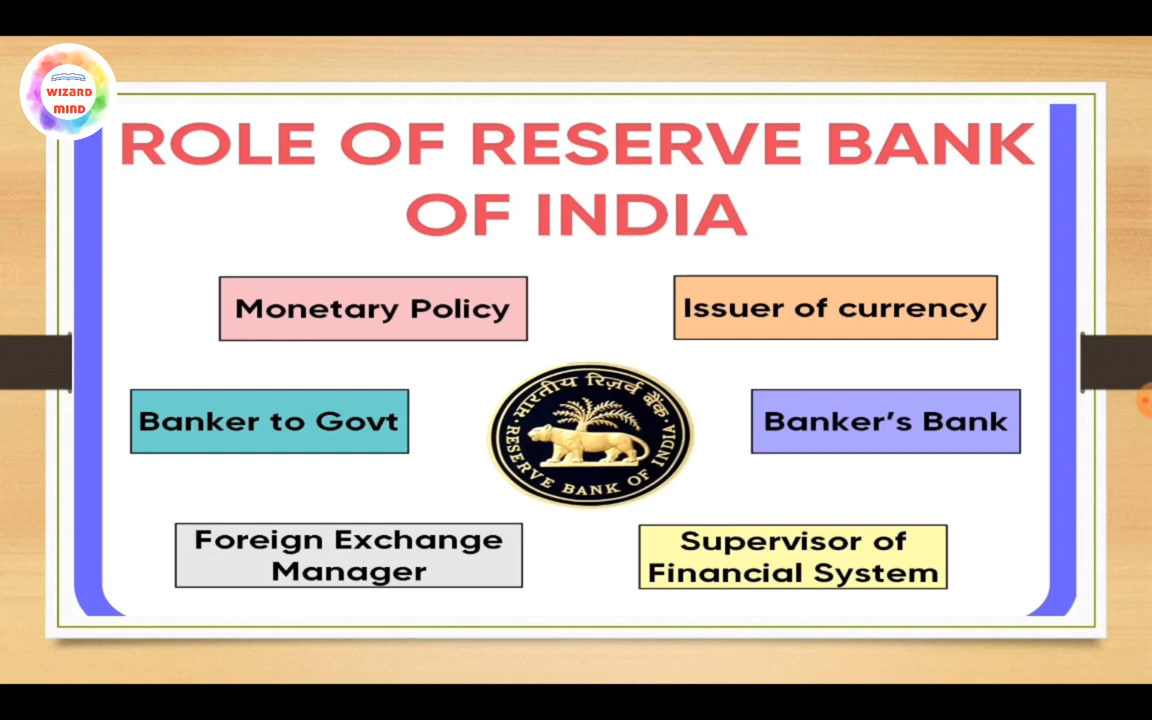 WIZARD
MIND
ROLE OF RESERVE BANK
OF INDIA
Monetary Policy
Issuer of currency
Banker to Govt
भारतीय रिज़र्व बैंक
RESERVE BANK OF INDIA
Banker's Bank
Foreign Exchange
Manager
Supervisor of
Financial System